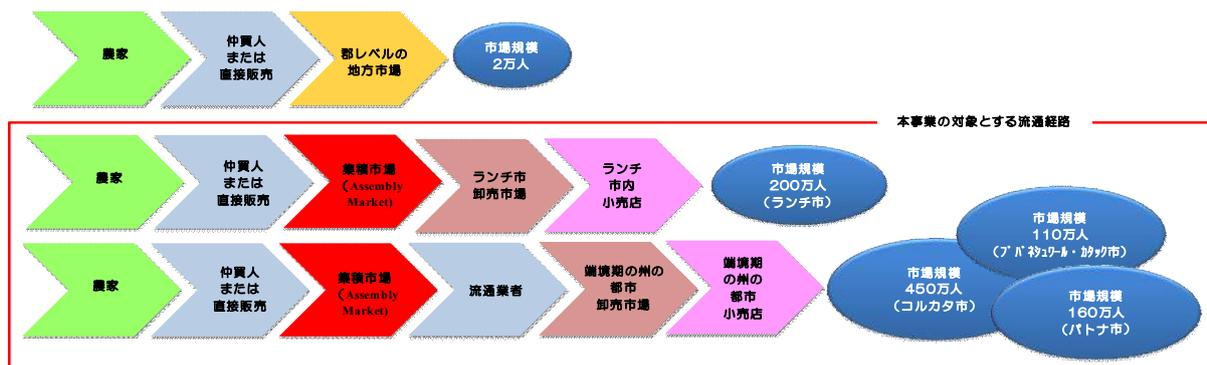 農家
仲買人
または
直接販売
郡レベルの
地方市場
市場規模
2万人
本事業の対象とする流通経路
農家
仲買人
または
直接販売
集積市場
（Assembly
Market)
ランチ市
卸売市場
ランチ
市内
小売店
市場規模
200万人
（ランチ市）
農家
仲買人
または
直接販売
集積市場
（Assembly
Market)
流通業者
端境期の州の
都市
卸売市場
端境期
の州の
都市
小売店
市場規模
450万人
（コルカタ市）
市場規模
110万人
（ﾌﾞﾊﾞﾈｼｭﾜｰﾙ・ｶﾀｯｸ市）
市場規模
160万人
（パトナ市）